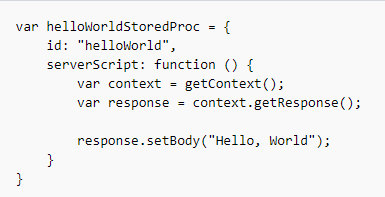 var helloWorldStoredProc = {
    id: "helloWorld",
    serverScript: function () {
        var context = getContext();
        var response = context.getResponse();

        response.setBody("Hello, World");
    }
}